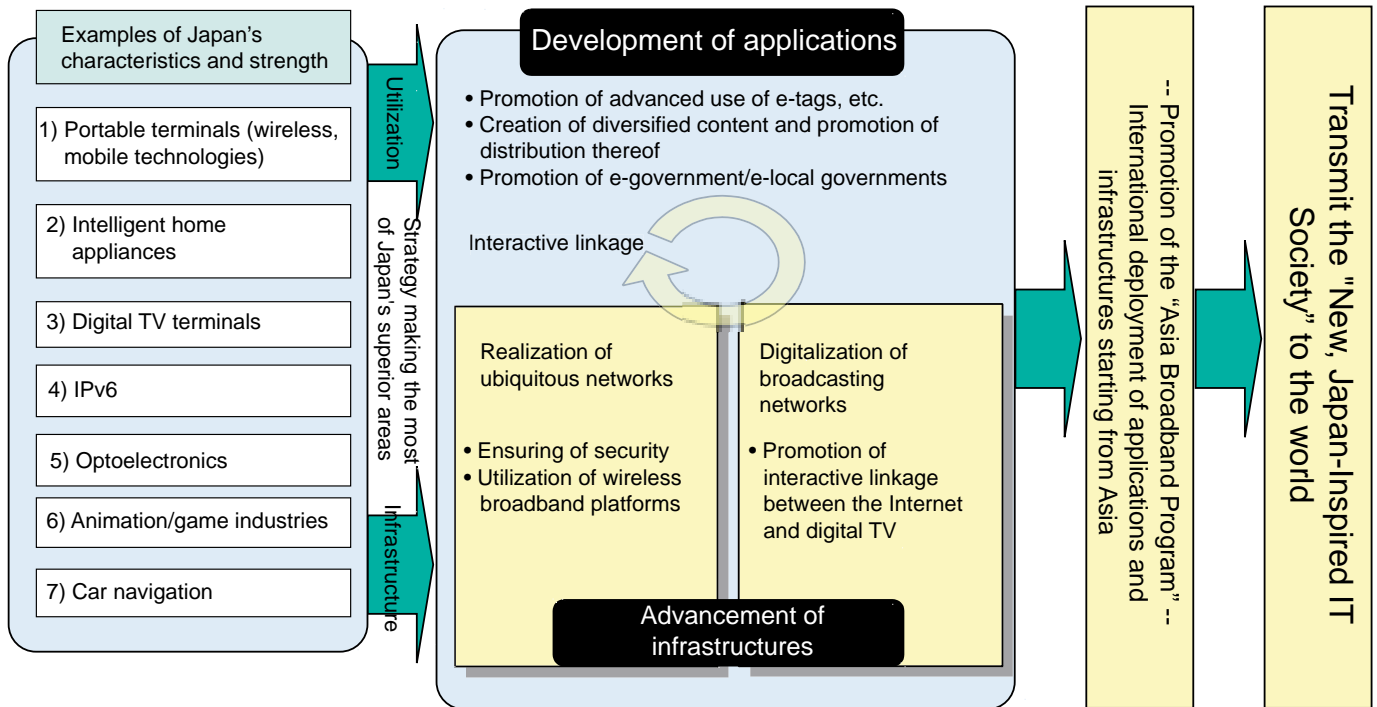 Examples of Japan’s
characteristics and strength
1) Portable terminals (wireless,
mobile technologies)
2) Intelligent home
appliances
3) Digital TV terminals
4) IPv6
5) Optoelectronics
6) Animation/game industries
7) Car navigation
Utilization
Strategy making the most
of Japan's superior areas
Infrastructure
Development of applications
• Promotion of advanced use of e-tags, etc.
• Creation of diversified content and promotion of
distribution thereof
• Promotion of e-government/e-local governments
Interactive linkage
Realization of
ubiquitous networks
• Ensuring of security
• Utilization of wireless
broadband platforms
Digitalization of
broadcasting
networks
• Promotion of
interactive linkage
between the Internet
and digital TV
Advancement of
infrastructures
-- Promotion of the “Asia Broadband Program” --
International deployment of applications and
infrastructures starting from Asia
Transmit the "New, Japan-Inspired IT
Society” to the world